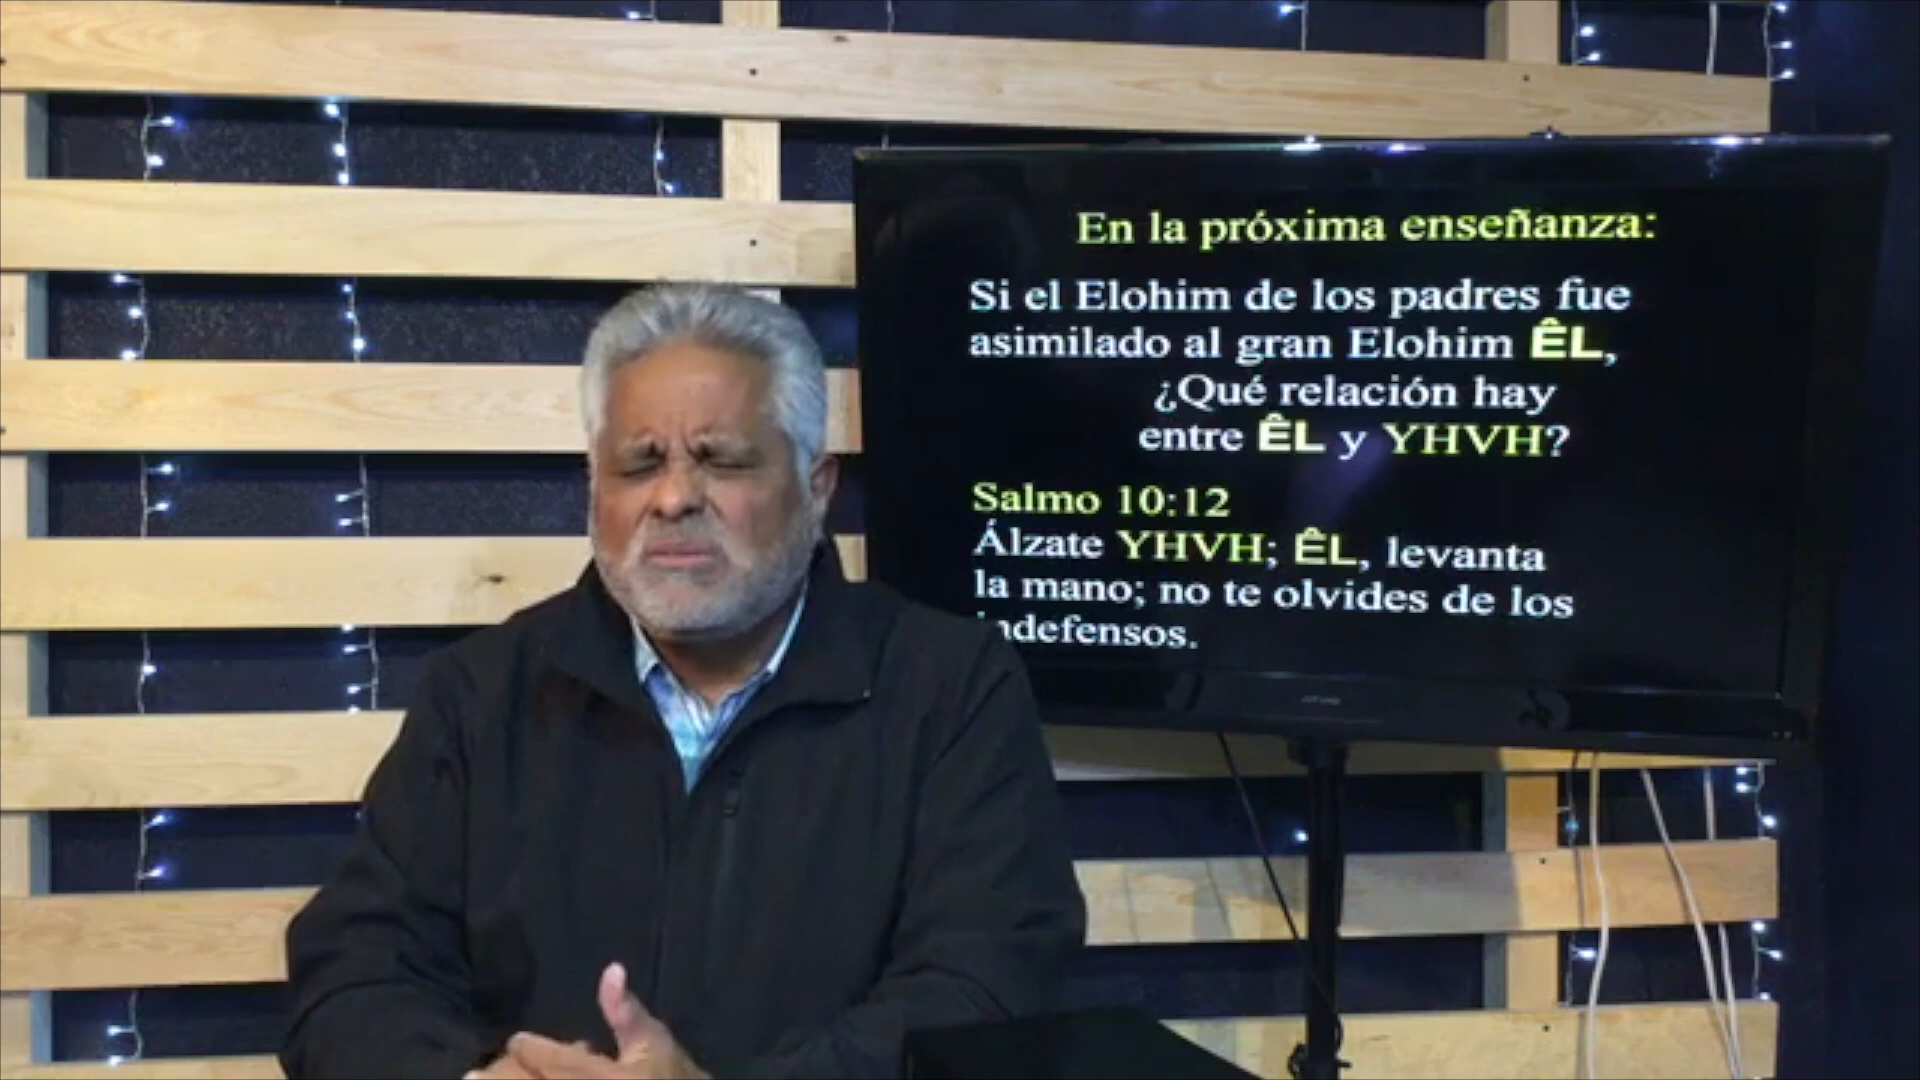 En la próxima enseñanza:
Si el Elohim de los padres fue
asimilado al gran Elohim ÊL,
¿Qué relación hay
entre ÊL y YHVH?
Salmo 10:12
Álzate YHVH; ÊL, levanta
la mano; no te olvides de los
indefensos.